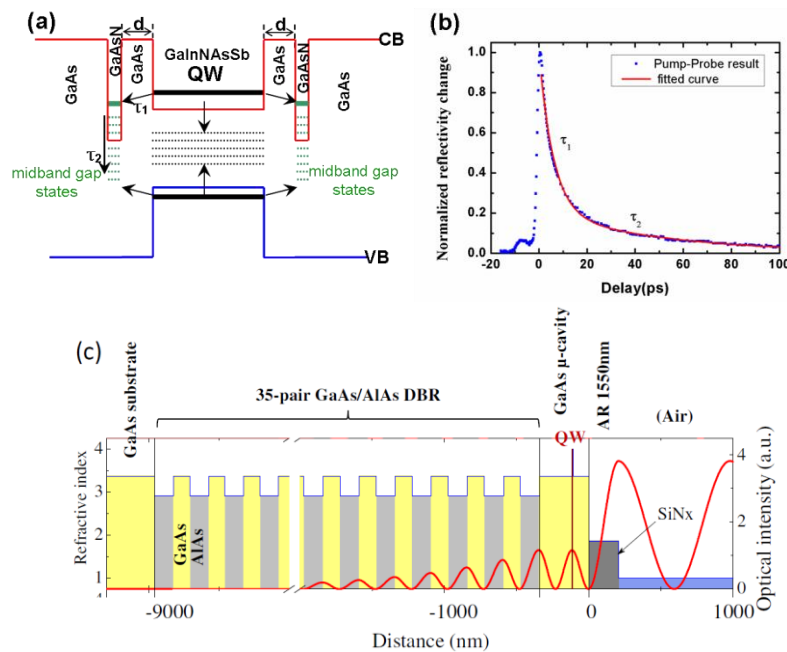 (a)
d
d
GaAs
GaAsN
GaAs
GaInNAsSb
QW
GaAs
GaAsN
GaAs
CB
τ1
τ2
midband gap
states
midband gap
states
VB
(b)
Normalized reflectivity change
1.0
0.8
0.6
0.4
0.2
0.0
Pump-Probe result
fitted curve
τ1
τ2
-20
0
20
40
60
80
100
Delay(ps)
(c)
GaAs substrate
35-pair GaAs/AlAs DBR
GaAs μ-cavity
AR 1550nm
QW
(Air)
Refractive index
4
3
2
1
GaAs
AlAs
SiNx
4
2
0
Optical intensity (a.u.)
-9000
-1000
0
1000
Distance (nm)